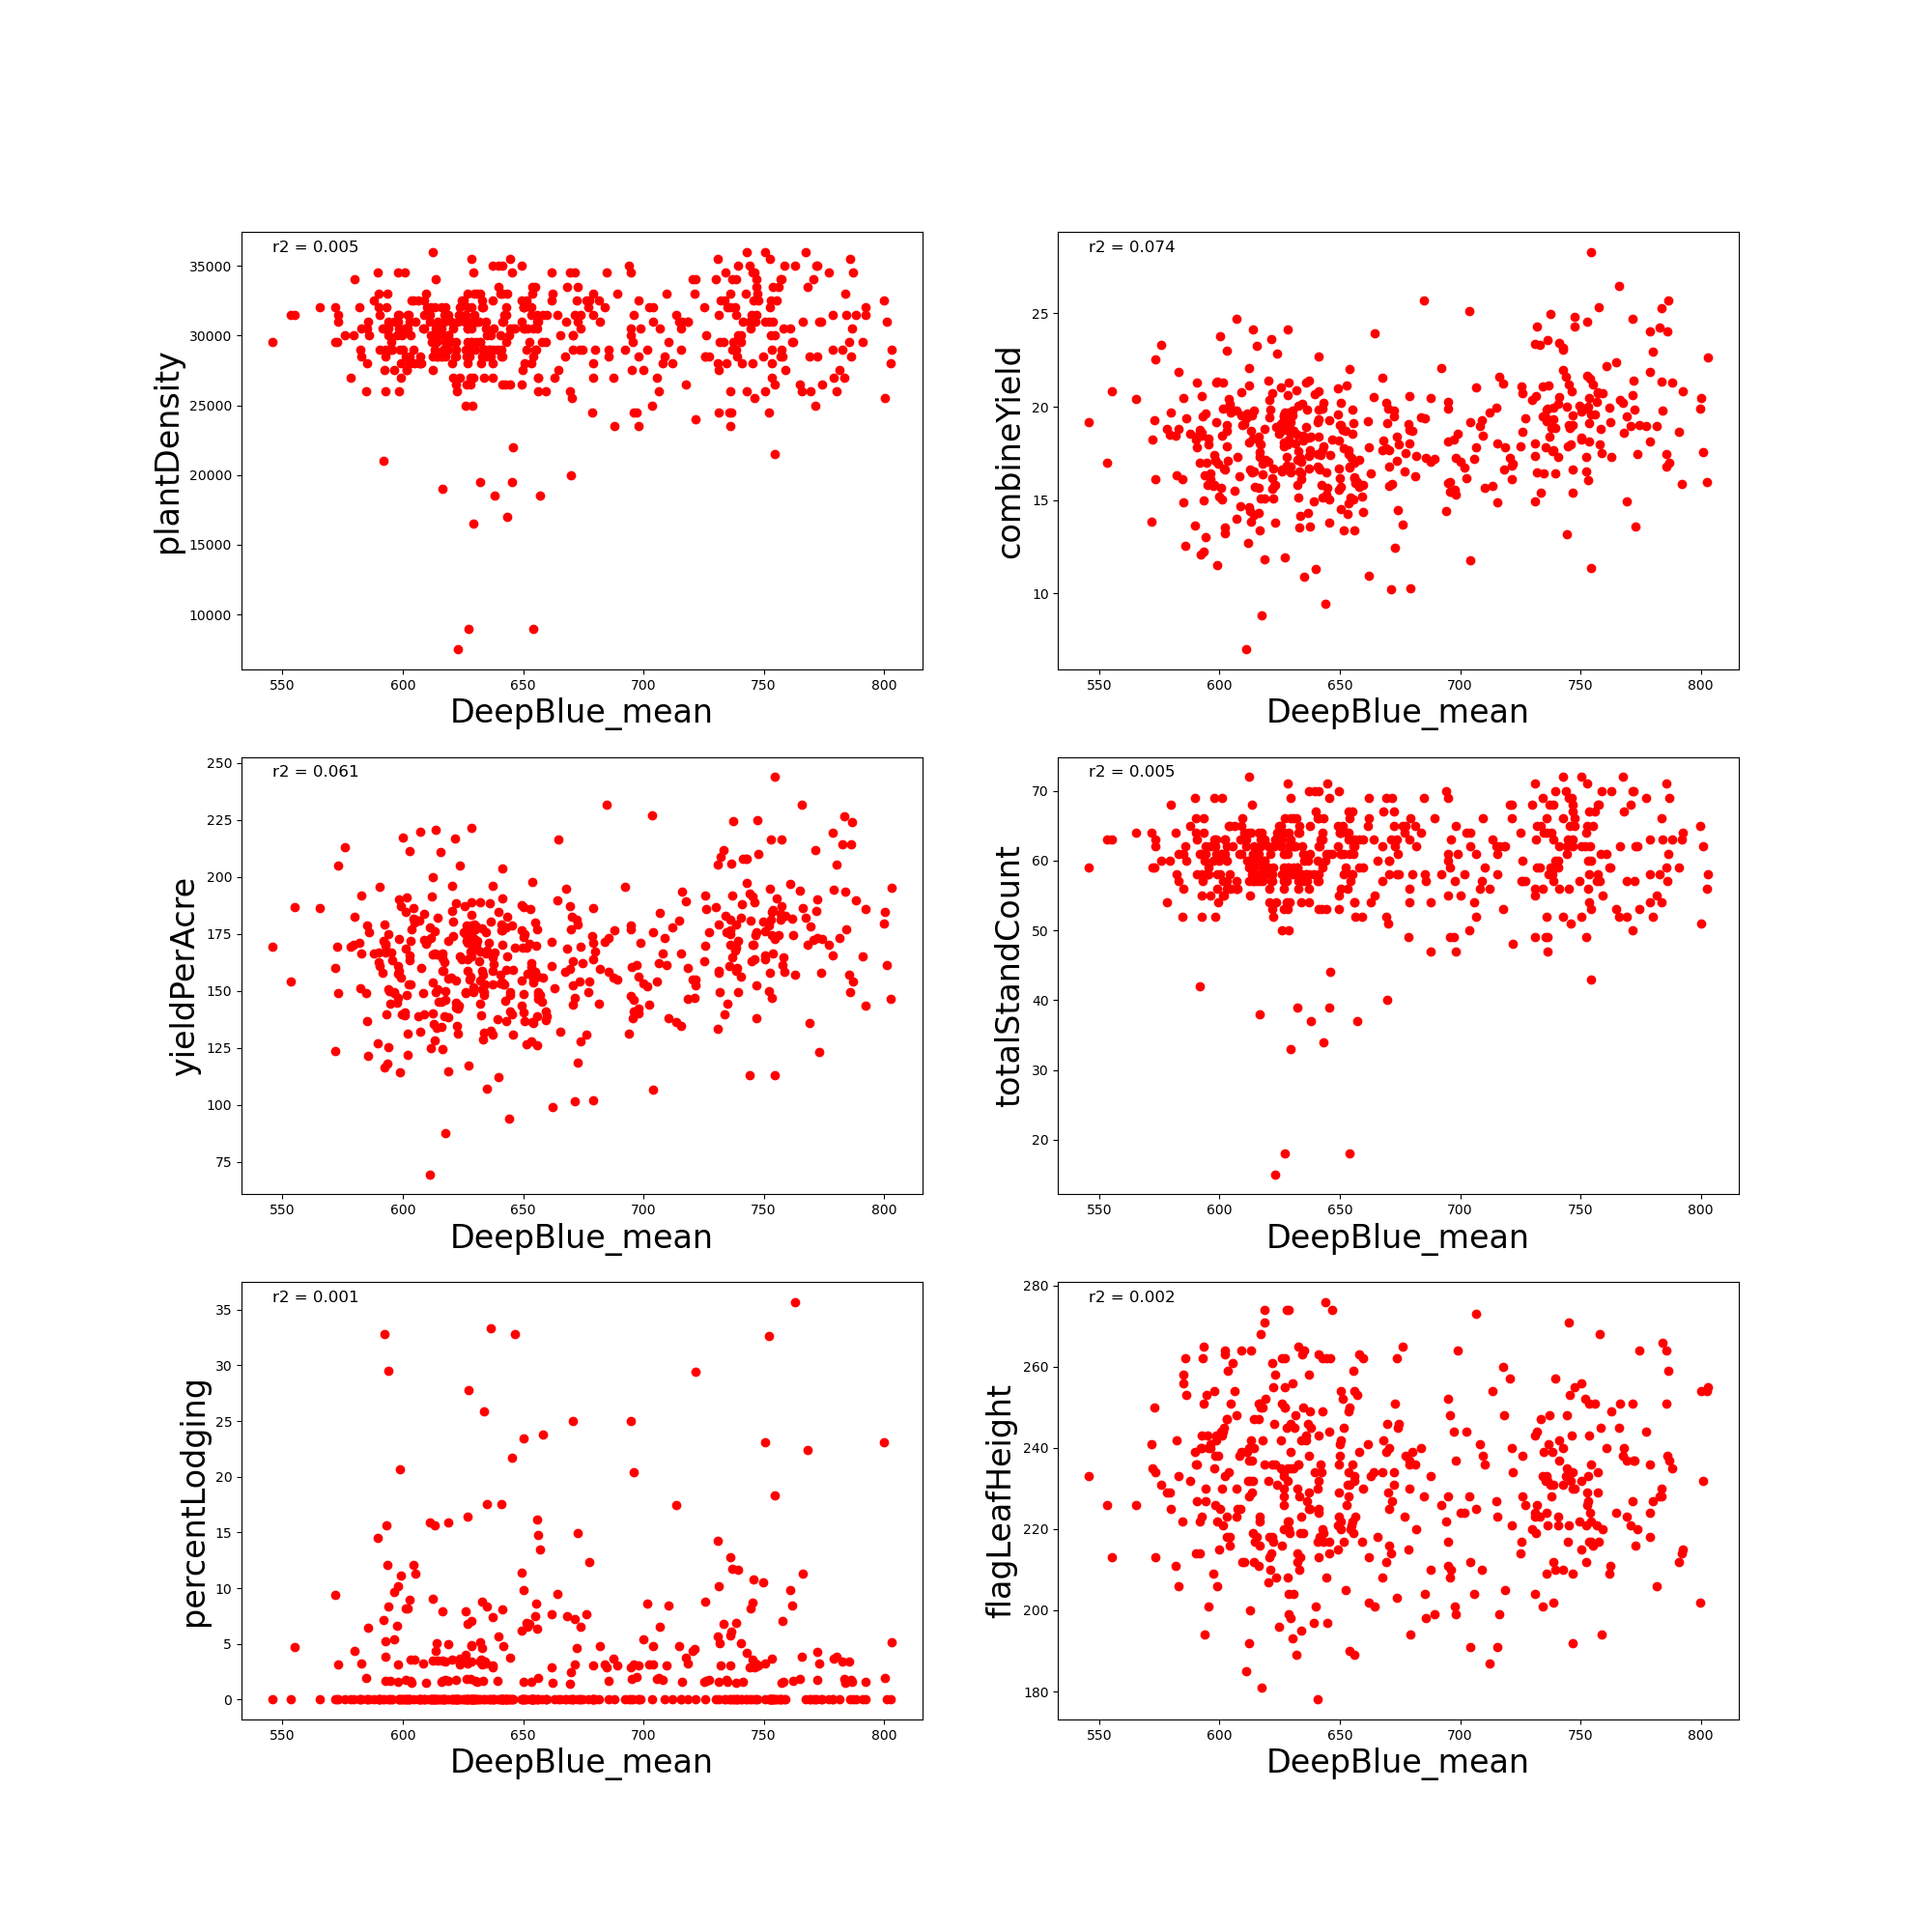 r2 = 0.005
35000
30000
25000
20000
15000
10000
plantDensity
550 600 650 700 750 800
DeepBlue_mean
r2 = 0.074
25
20
15
10
combineYield
550 600 650 700 750 800
DeepBlue_mean
r2 = 0.061
250
225
200
175
150
125
100
75
yieldPerAcre
550 600 650 700 750 800
DeepBlue_mean
r2 = 0.005
70
60
50
40
30
20
totalStandCount
550 600 650 700 750 800
DeepBlue_mean
r2 = 0.001
35
30
25
20
15
10
5
0
percentLodging
550 600 650 700 750 800
DeepBlue_mean
r2 = 0.002
280
260
240
220
200
180
flagLeafHeight
550 600 650 700 750 800
DeepBlue_mean